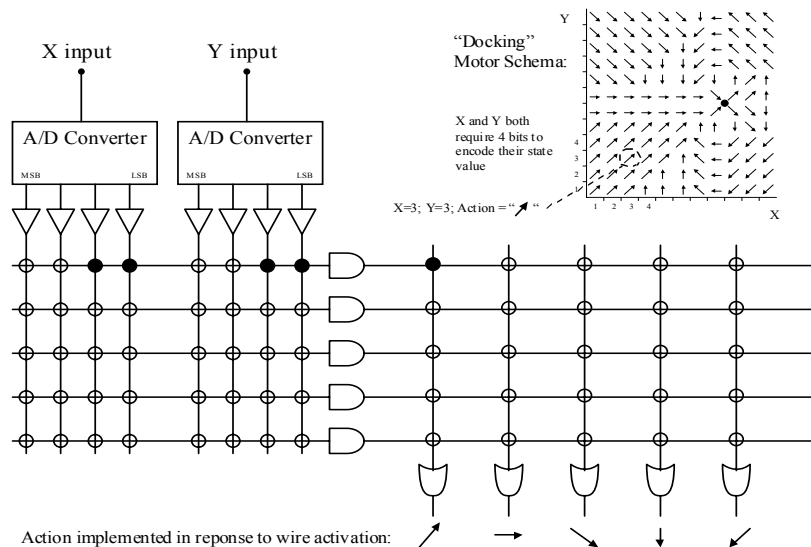 X input
Y input
A/D Converter
MSB LSB
A/D Converter
MSB LSB
Y
“Docking”
Motor Schema:
X and Y both
require 4 bits to
encode their state
value
4
3
2
1
1 2 3 4
X
X=3; Y=3; Action = “ “
Action implemented in reponse to wire activation: